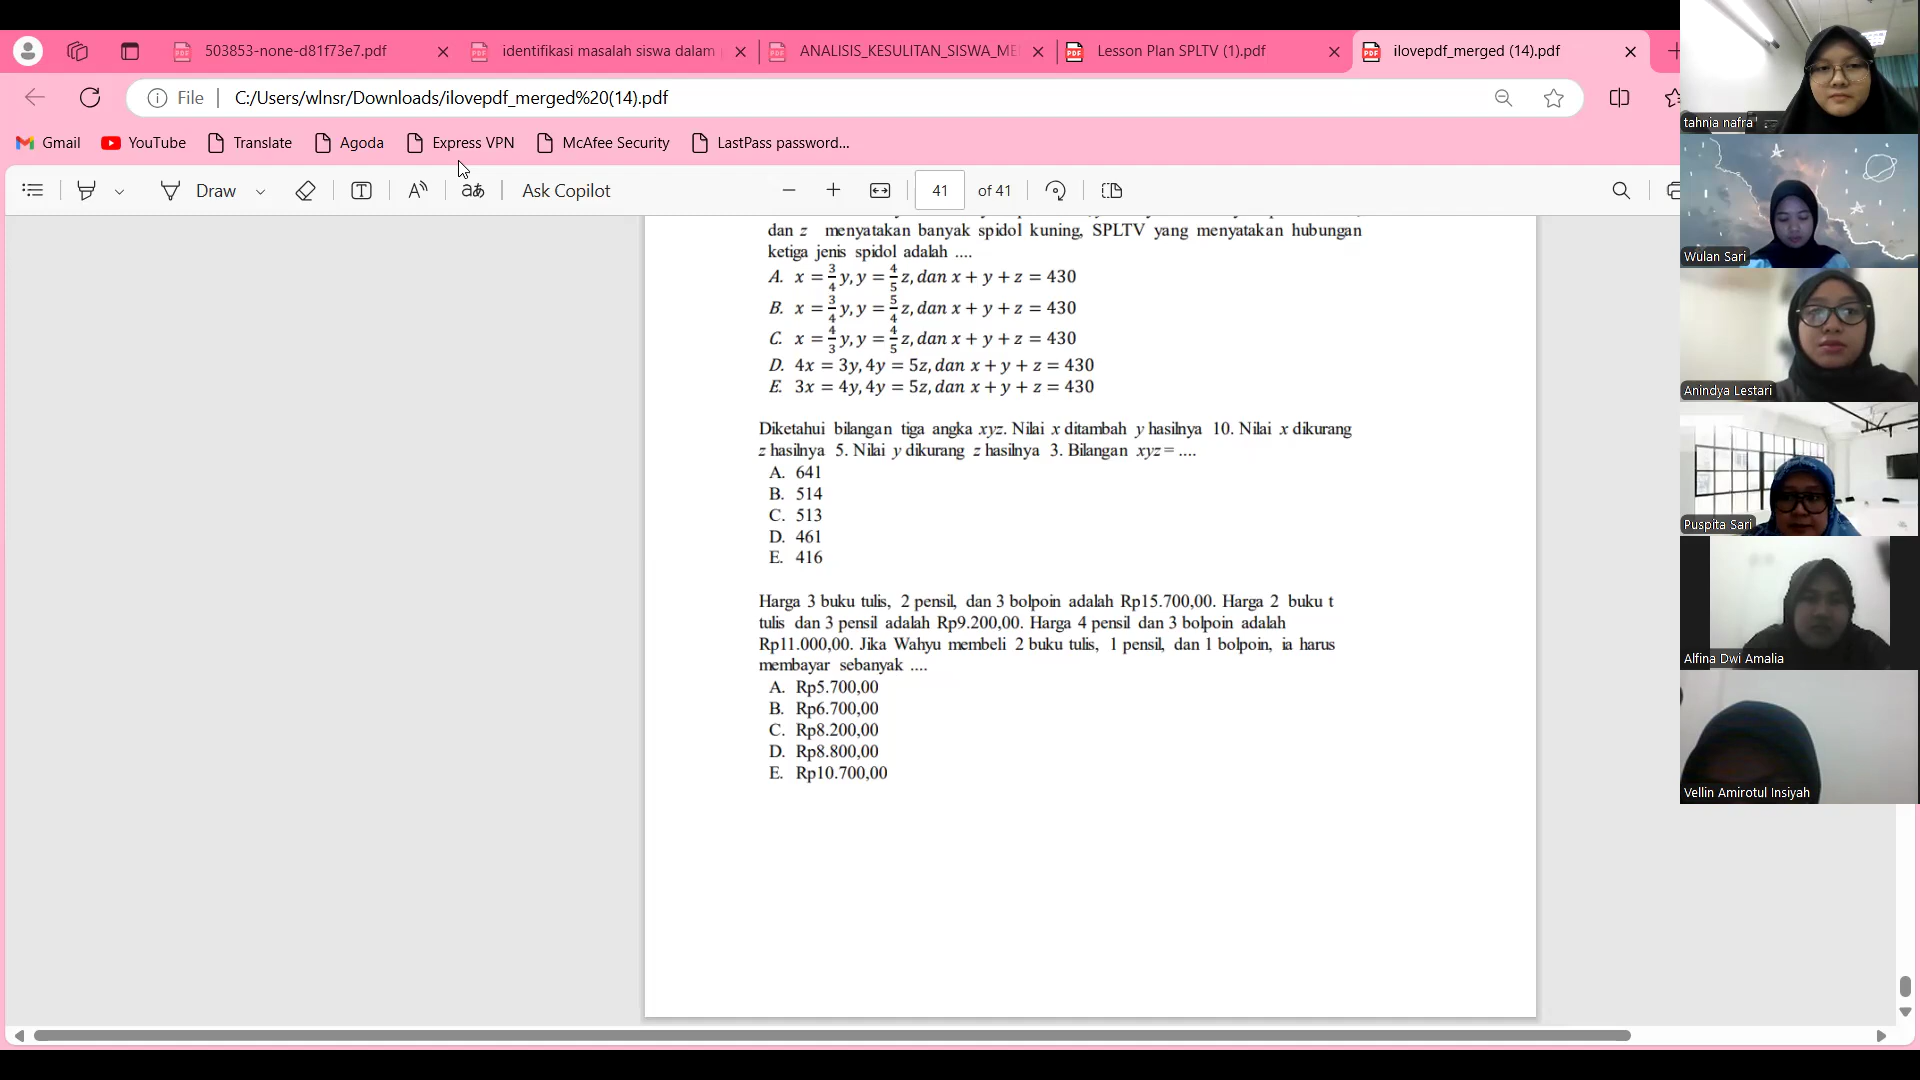 503853-none-d81f73e7.pdf
identifikasi masalah siswa dalam
ANALISIS_KESULITAN_SISWA_ME
Lesson Plan SPLTV (1).pdf
ilovepdf_merged (14).pdf
File
C:/Users/wlnsr/Downloads/ilovepdf_merged%20(14).pdf
Gmail
YouTube
Translate
Agoda
Express VPN
McAfee Security
LastPass password...
Draw
Ask Copilot
41 of 41
dan z menyatakan banyak spidol kuning, SPLTV yang menyatakan hubungan
ketiga jenis spidol adalah ....
A. x = 3/4 y, y = 4/5 z, dan x + y + z = 430
B. x = 3/4 y, y = 5/4 z, dan x + y + z = 430
C. x = 4/3 y, y = 4/5 z, dan x + y + z = 430
D. 4x = 3y, 4y = 5z, dan x + y + z = 430
E. 3x = 4y, 4y = 5z, dan x + y + z = 430
Diketahui bilangan tiga angka xyz. Nilai x ditambah y hasilnya 10. Nilai x dikurang
z hasilnya 5. Nilai y dikurang z hasilnya 3. Bilangan xyz = ....
A. 641
B. 514
C. 513
D. 461
E. 416
Harga 3 buku tulis, 2 pensil, dan 3 bolpoin adalah Rp15.700,00. Harga 2 buku t
tulis dan 3 pensil adalah Rp9.200,00. Harga 4 pensil dan 3 bolpoin adalah
Rp11.000,00. Jika Wahyu membeli 2 buku tulis, 1 pensil, dan 1 bolpoin, ia harus
membayar sebanyak ....
A. Rp5.700,00
B. Rp6.700,00
C. Rp8.200,00
D. Rp8.800,00
E. Rp10.700,00
tahnia nafra'
Wulan Sari
Anindya Lestari
Puspita Sari
Alfina Dwi Amalia
Vellin Amirotul Insiyah